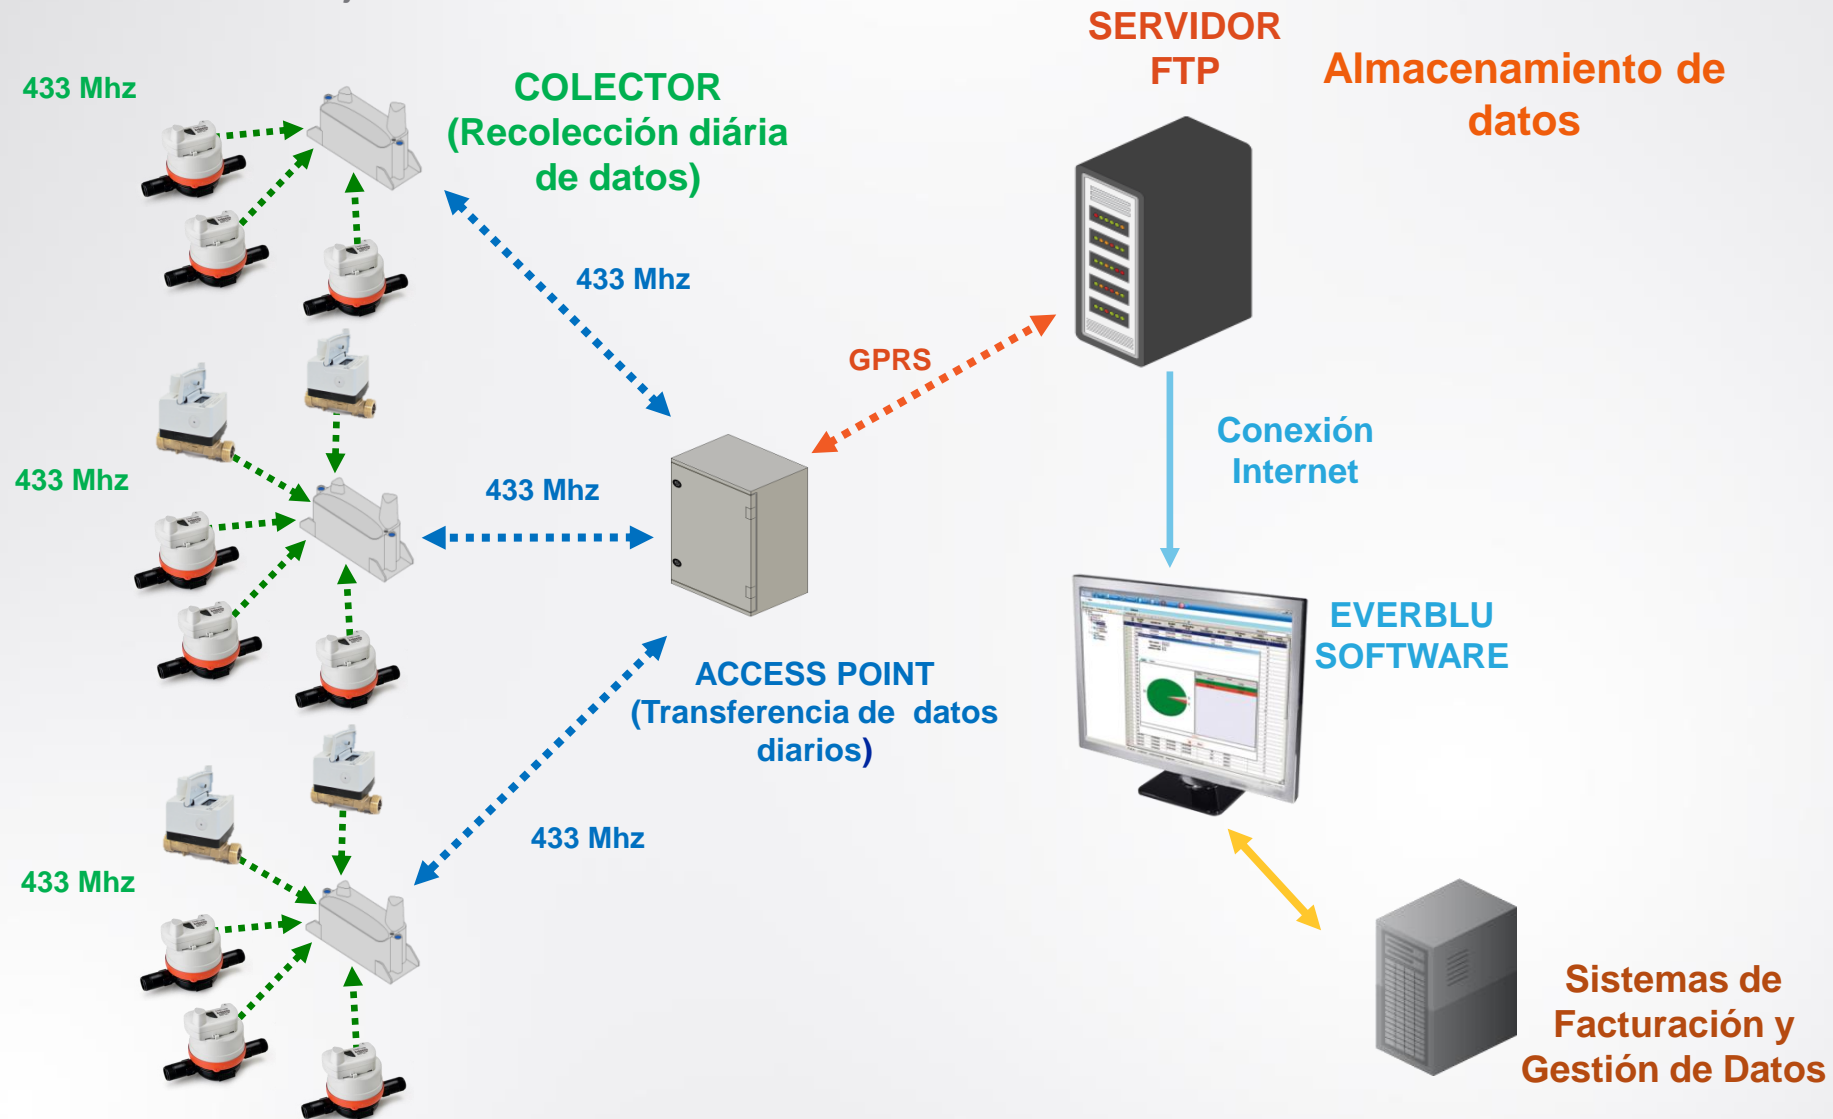 SERVIDOR
FTP
Almacenamiento de
datos
433 Mhz
COLECTOR
(Recolección diária
de datos)
433 Mhz
GPRS
Conexión
Internet
433 Mhz
433 Mhz
EVERBLU
SOFTWARE
ACCESS POINT
(Transferencia de  datos
diarios)
433 Mhz
433 Mhz
Sistemas de
Facturación y
Gestión de Datos